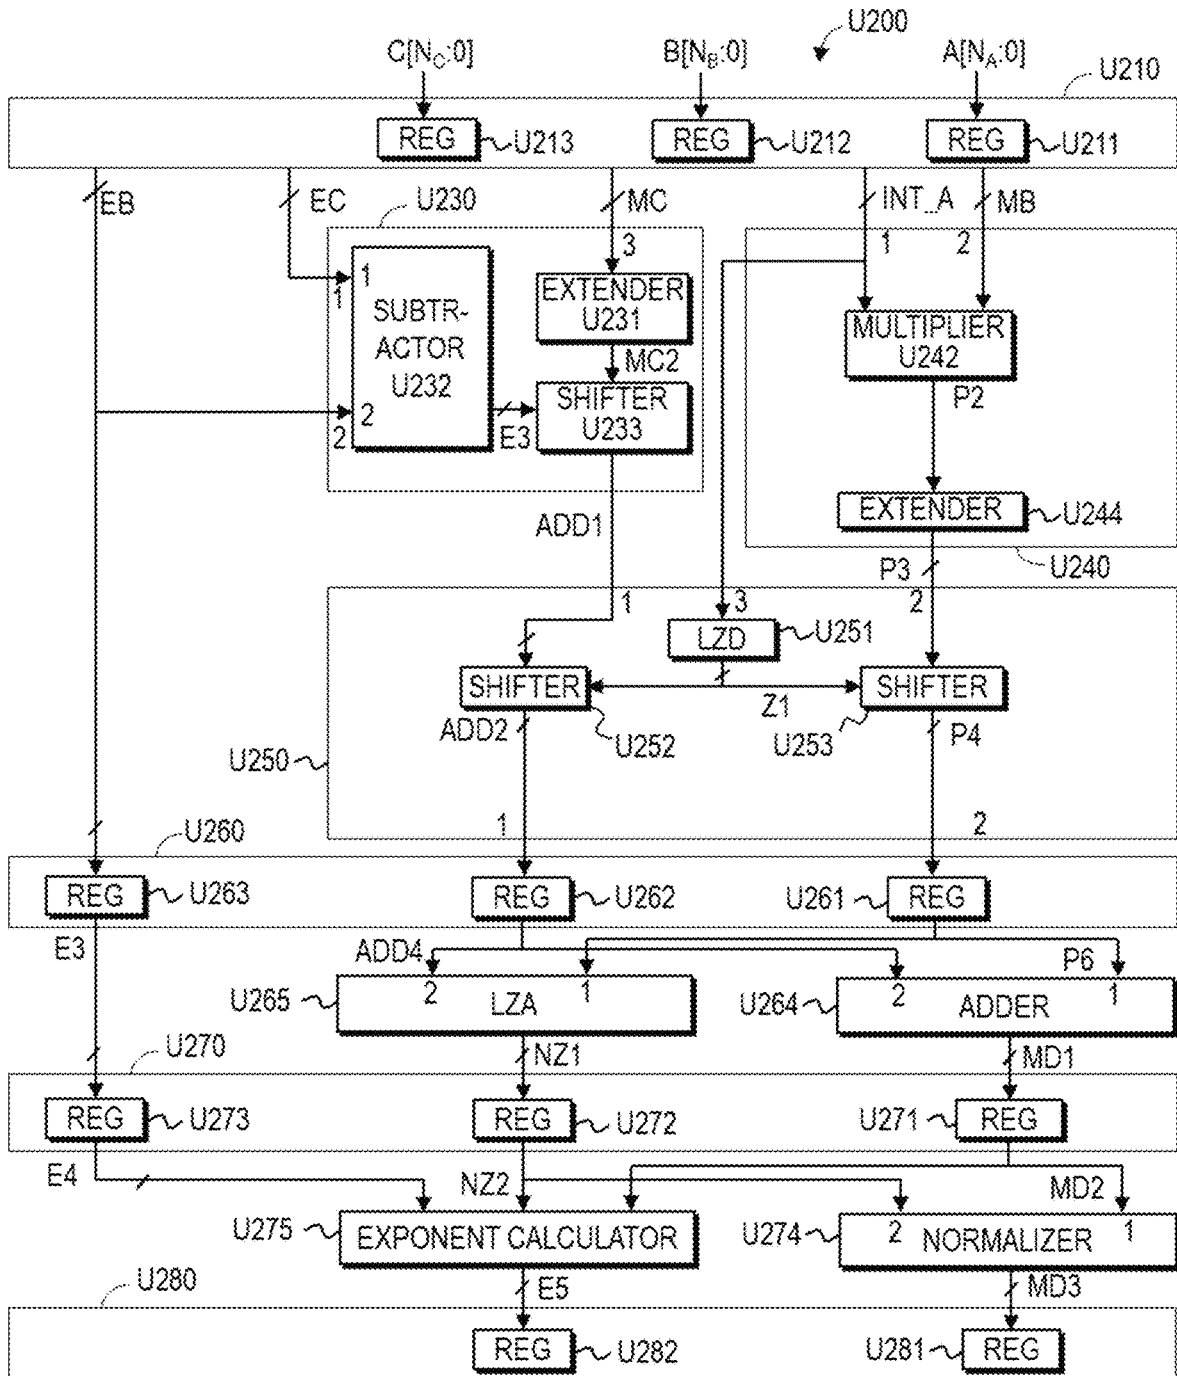 U200
C[N_C:0]
B[N_B:0]
A[N_A:0]
U210
REG
U213
REG
U212
REG
U211
EB
EC
U230
MC
INT_A
MB
3
1
2
1
1
SUBTR-
ACTOR
U232
2
2
EXTENDER
U231
MC2
SHIFTER
U233
E3
MULTIPLIER
U242
P2
EXTENDER
U244
ADD1
P3
U240
1
3
2
LZD
U251
SHIFTER
SHIFTER
Z1
ADD2
U252
U253
P4
U250
1
2
U260
REG
U263
REG
U262
U261
REG
E3
ADD4
P6
U265
2
LZA
1
U264
2
ADDER
1
U270
NZ1
MD1
REG
U273
REG
U272
U271
REG
E4
NZ2
MD2
U275
EXPONENT CALCULATOR
U274
2
NORMALIZER
1
U280
E5
MD3
REG
U282
U281
REG